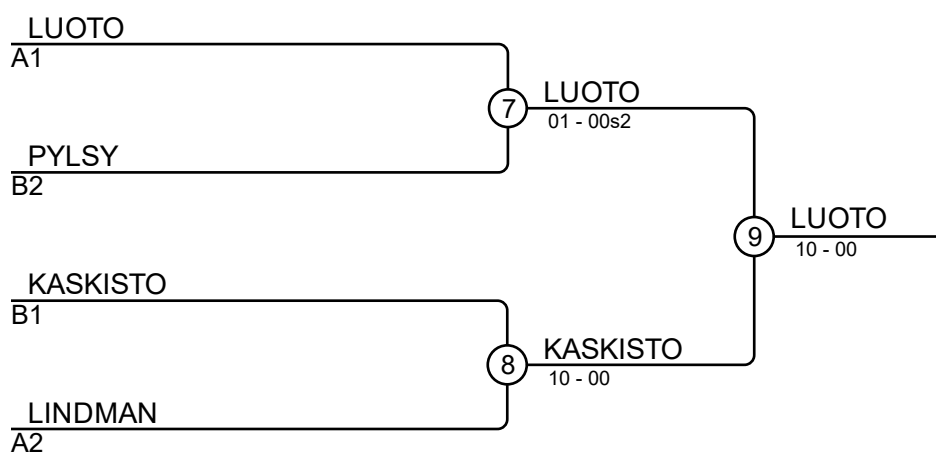 LUOTO
A1
7
LUOTO
01 - 00s2
PYLSY
B2
9
LUOTO
10 - 00
KASKISTO
B1
8
KASKISTO
10 - 00
LINDMAN
A2